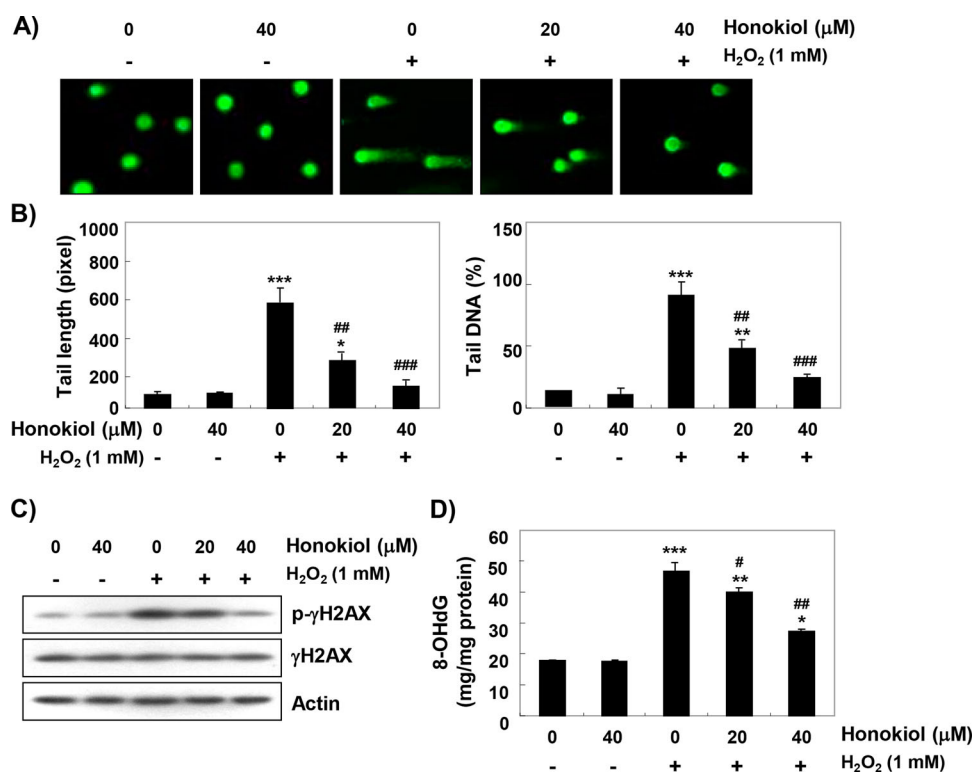 A)
0 40 0 20 40 Honokiol (μM)
- - + + + H₂O₂ (1 mM)
B)
Tail length (pixel)
1000
800
600
400
200
0
***
##
*
###
Honokiol (μM) 0 40 0 20 40
H₂O₂ (1 mM) - - + + +
Tail DNA (%)
150
100
50
0
***
##
**
###
0 40 0 20 40
- - + + +
C)
0 40 0 20 40 Honokiol (μM)
- - + + + H₂O₂ (1 mM)
p-γH2AX
γH2AX
Actin
D)
8-OHdG
(mg/mg protein)
60
50
40
30
20
10
0
***
#
**
##
*
0 40 0 20 40 Honokiol (μM)
- - + + + H₂O₂ (1 mM)